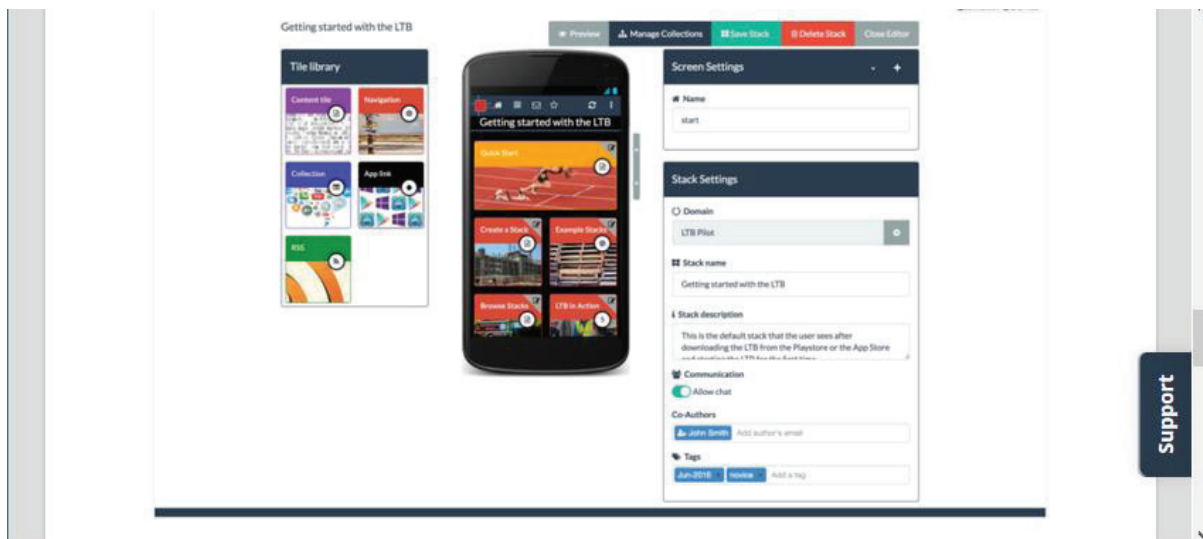 Getting started with the LTB
Preview
Manage Collections
Save Stack
Delete Stack
Close Editor
Tile library
Content tile
Navigation
Collection
App link
RSS
Getting started with the LTB
Quick Start
Create a Stack
Example Stacks
Browse Stacks
LTB in Action
Screen Settings
Name
start
Stack Settings
Domain
LTB Pilot
Stack name
Getting started with the LTB
Stack description
This is the default stack that the user sees after
downloading the LTB from the Playstore or the App Store
Communication
Allow chat
Co-Authors
John Smith
Add author's email
Tags
Jun-2016
novice
Add a tag
Support